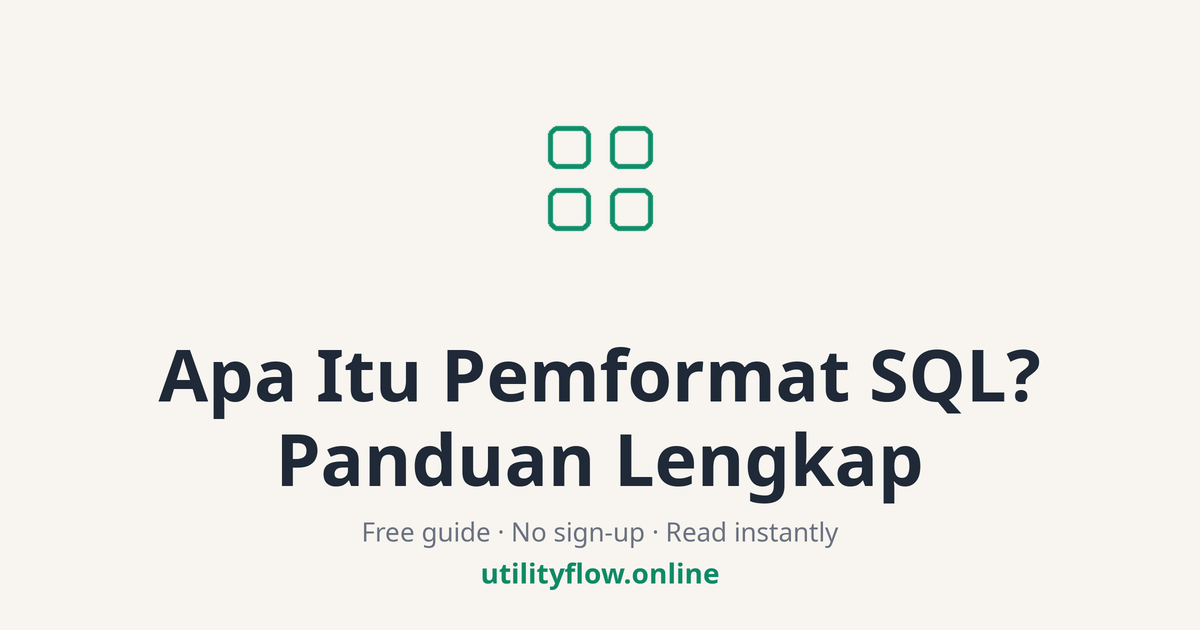 Apa Itu Pemformat SQL?
Panduan Lengkap
Free guide · No sign-up · Read instantly
utilityflow.online